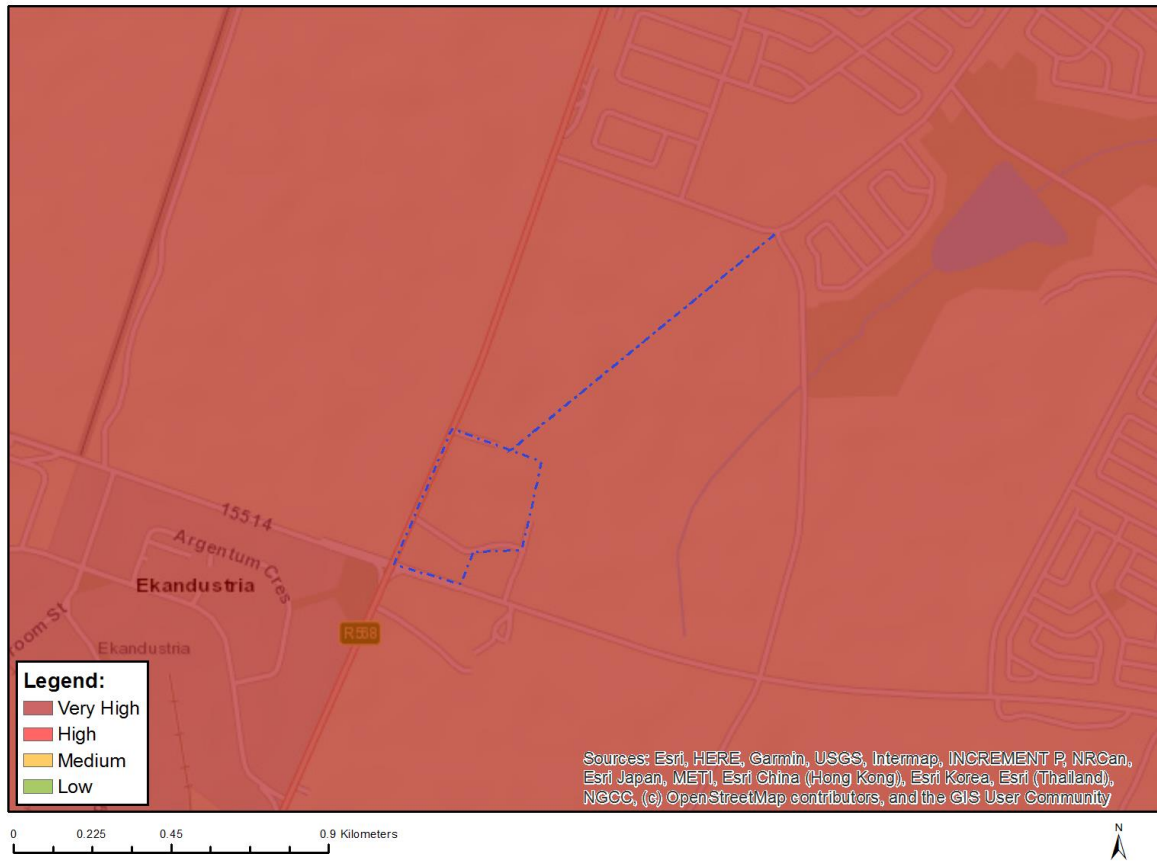 15514
Argentum Cres
Ekandustria
room St
Ekandustria
R568
Legend:
Very High
High
Medium
Low
Sources: Esri, HERE, Garmin, USGS, Intermap, INCREMENT P, NRCan,
Esri Japan, METI, Esri China (Hong Kong), Esri Korea, Esri (Thailand),
NGCC, (c) OpenStreetMap contributors, and the GIS User Community
0 0.225 0.45 0.9 Kilometers
N